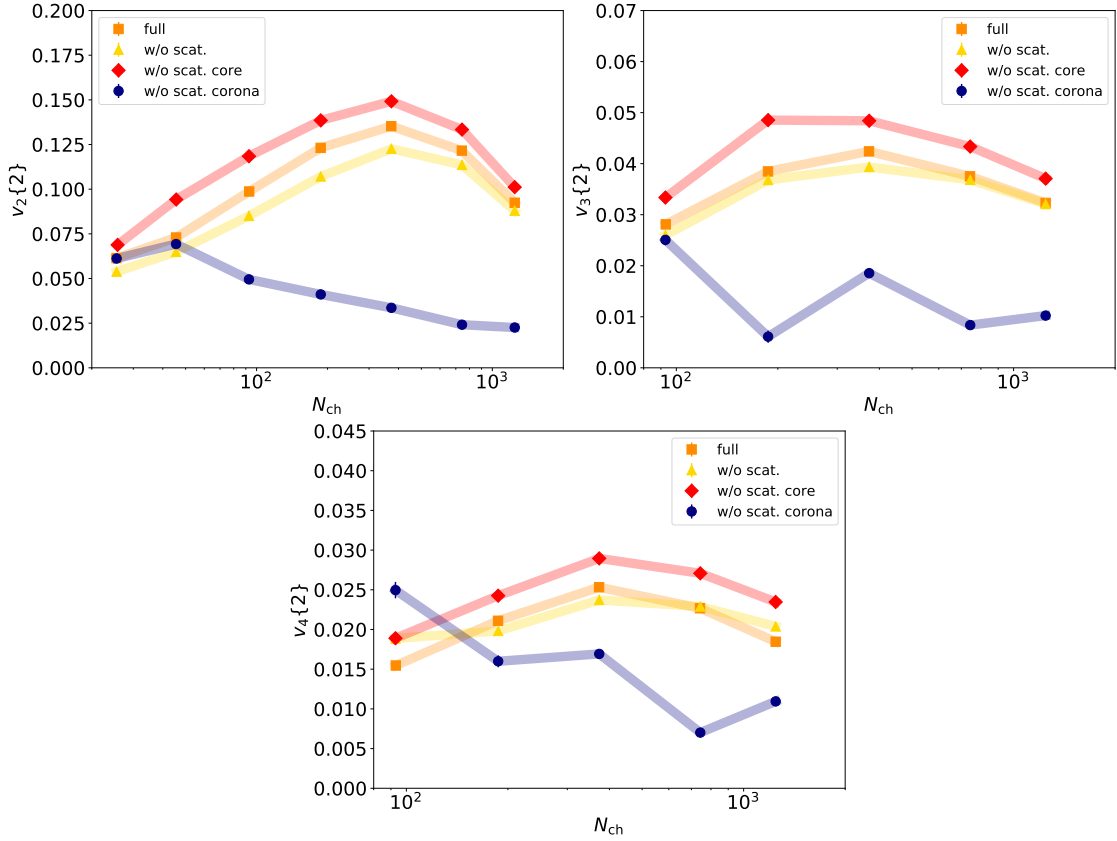 v2{2}
0.200
0.175
0.150
0.125
0.100
0.075
0.050
0.025
0.000
full
w/o scat.
w/o scat. core
w/o scat. corona
10^2
10^3
Nch
v3{2}
0.07
0.06
0.05
0.04
0.03
0.02
0.01
0.00
full
w/o scat.
w/o scat. core
w/o scat. corona
10^2
10^3
Nch
v4{2}
0.045
0.040
0.035
0.030
0.025
0.020
0.015
0.010
0.005
0.000
full
w/o scat.
w/o scat. core
w/o scat. corona
10^2
10^3
Nch